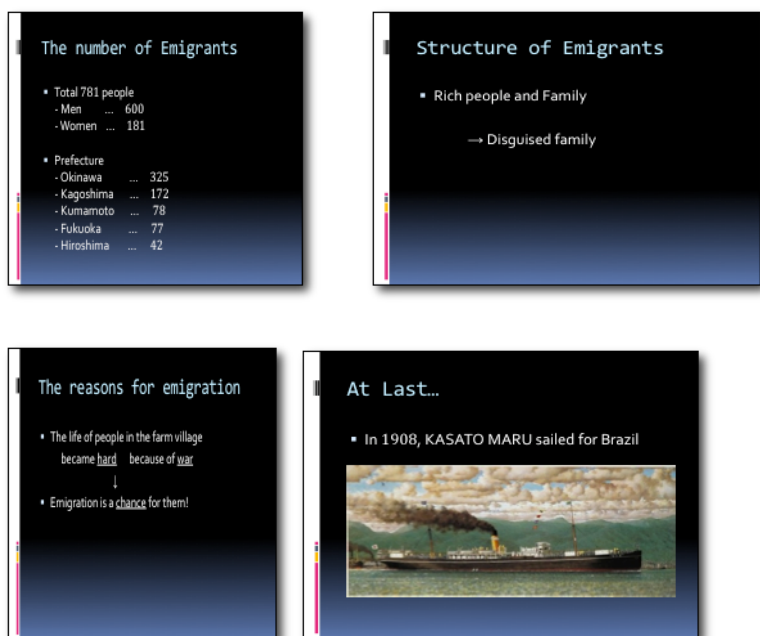 The number of Emigrants
▪ Total 781 people
- Men ... 600
- Women ... 181
▪ Prefecture
- Okinawa ... 325
- Kagoshima ... 172
- Kumamoto ... 78
- Fukuoka ... 77
- Hiroshima ... 42
Structure of Emigrants
▪ Rich people and Family
→ Disguised family
The reasons for emigration
▪ The life of people in the farm village
became hard because of war
↓
▪ Emigration is a chance for them!
At Last…
▪ In 1908, KASATO MARU sailed for Brazil